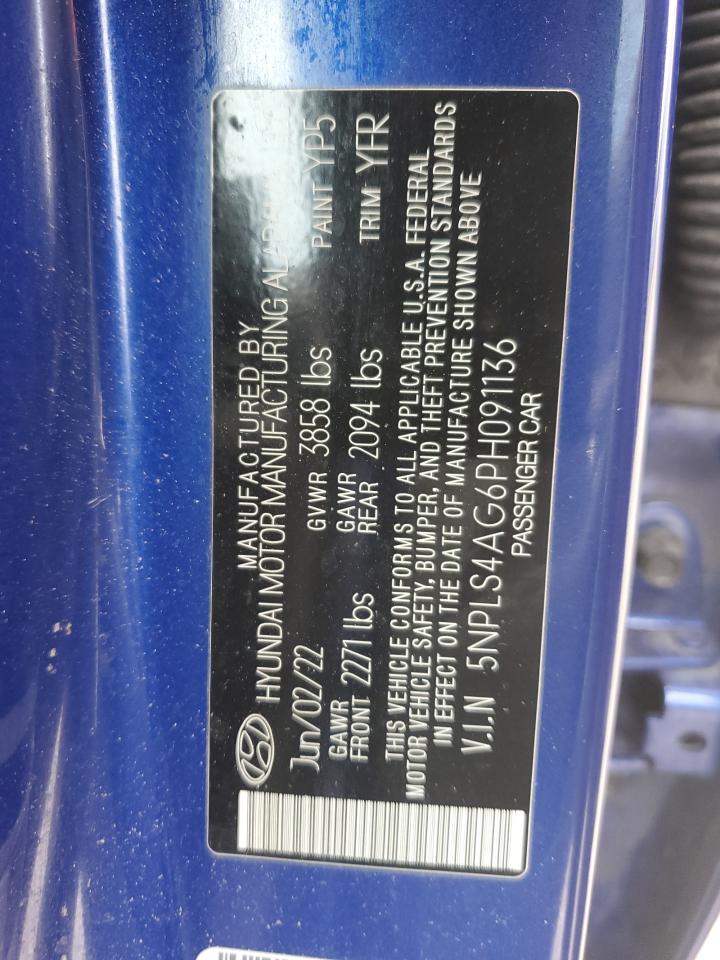 MANUFACTURED BY
HYUNDAI MOTOR MANUFACTURING
Jun/02/22 GVWR 3858 lbs PAINT YP5
GAWR FRONT 2271 lbs GAWR REAR 2094 lbs TRIM YFR
THIS VEHICLE CONFORMS TO ALL APPLICABLE U.S.A. FEDERAL
MOTOR VEHICLE SAFETY, BUMPER, AND THEFT PREVENTION STANDARDS
IN EFFECT ON THE DATE OF MANUFACTURE SHOWN ABOVE
V.I.N 5NPLS4AG6PH091136
PASSENGER CAR